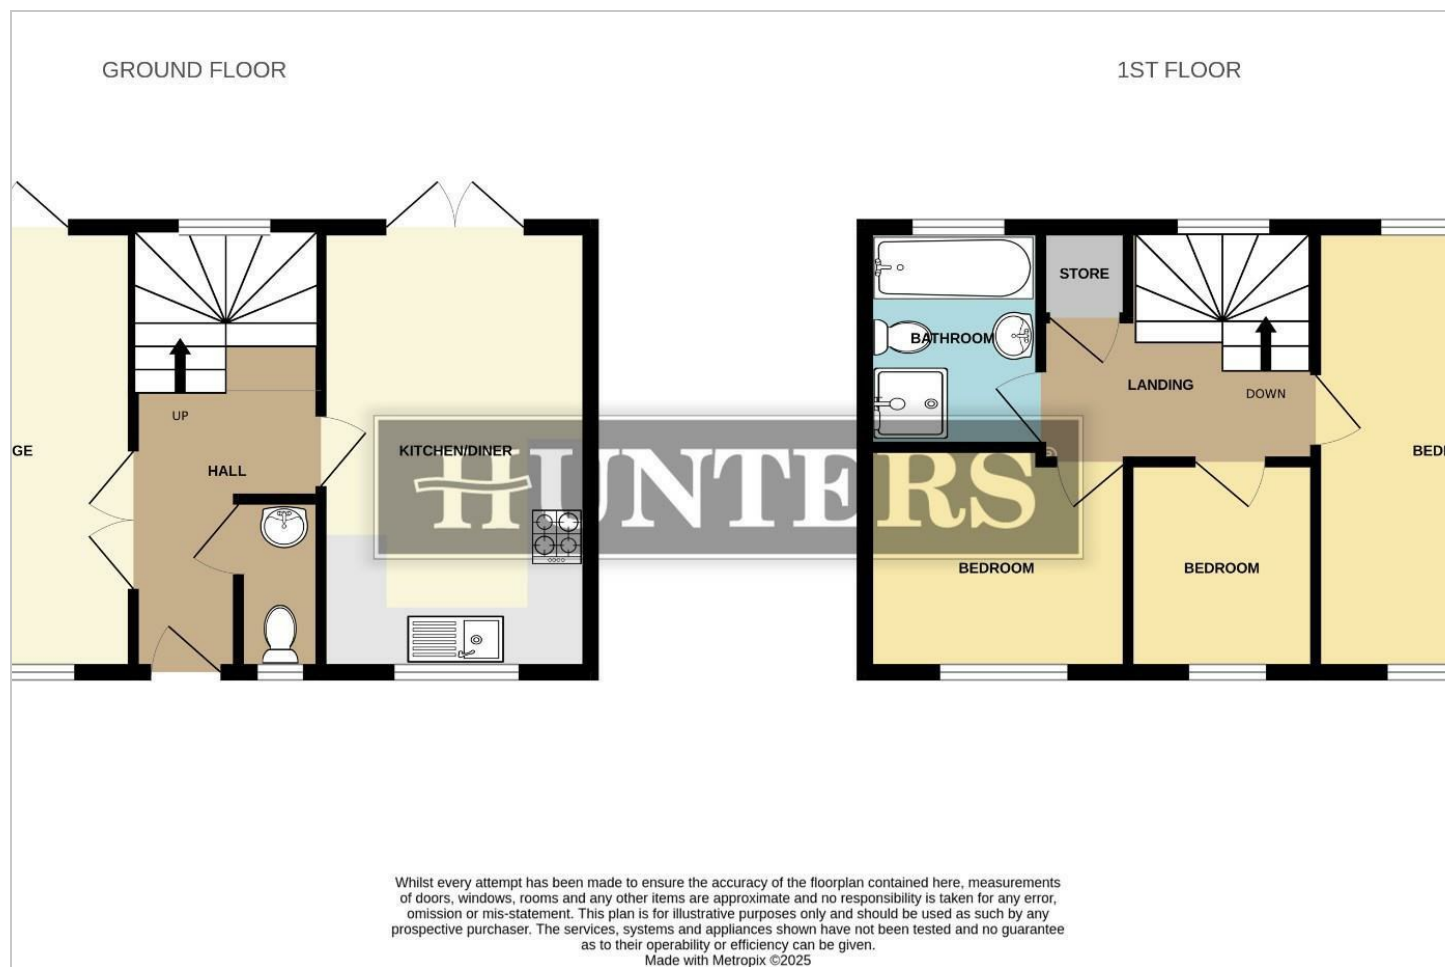 GROUND FLOOR
1ST FLOOR
STORE
BATHROOM
LANDING
DOWN
UP
GE
HALL
KITCHEN/DINER
BED
HUNTERS®
BEDROOM
BEDROOM
Whilst every attempt has been made to ensure the accuracy of the floorplan contained here, measurements
of doors, windows, rooms and any other items are approximate and no responsibility is taken for any error,
omission or mis-statement. This plan is for illustrative purposes only and should be used as such by any
prospective purchaser. The services, systems and appliances shown have not been tested and no guarantee
as to their operability or efficiency can be given.
Made with Metropix ©2025